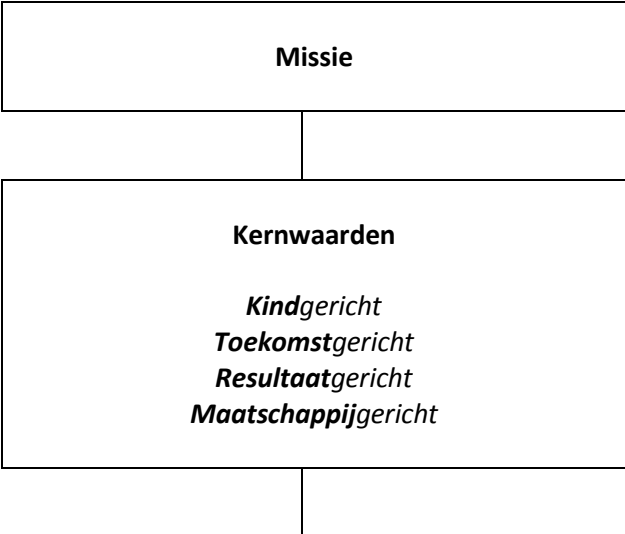 Missie
Kernwaarden
Kindgericht
Toekomstgericht
Resultaatgericht
Maatschappijgericht